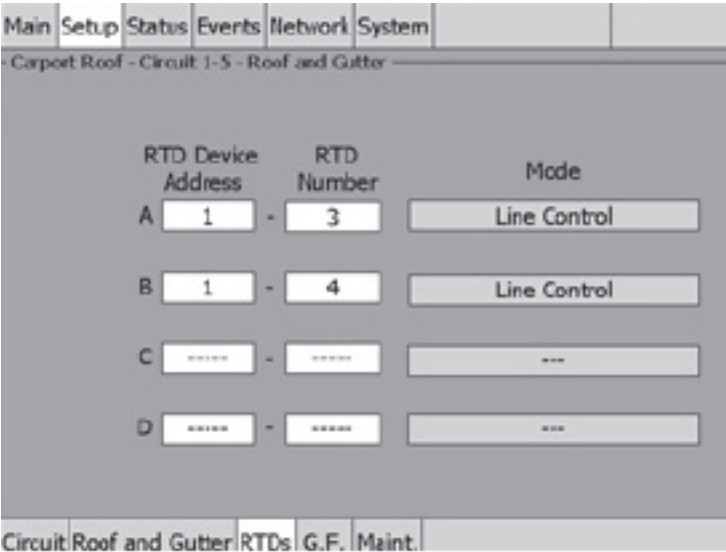 Main Setup Status Events Network System
Carport Roof - Circuit 1-5 - Roof and Gutter
RTD Device Address RTD Number Mode
A 1 - 3 Line Control
B 1 - 4 Line Control
C ----- - ----- ---
D ----- - ----- ---
Circuit Roof and Gutter RTDs G.F. Maint.